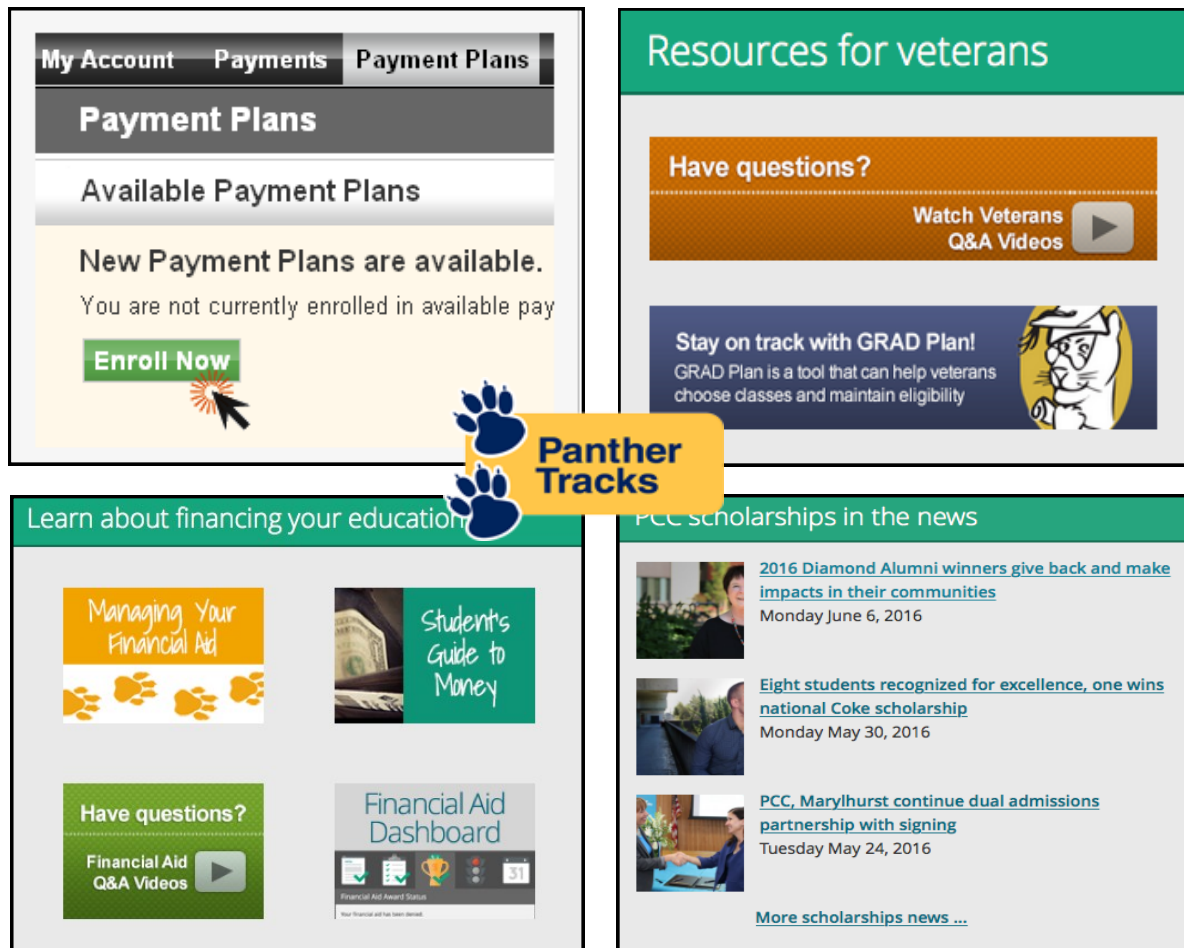 My Account Payments Payment Plans
Payment Plans
Available Payment Plans
New Payment Plans are available.
You are not currently enrolled in available pay
Enroll Now
Resources for veterans
Have questions?
Watch Veterans
Q&A Videos
Stay on track with GRAD Plan!
GRAD Plan is a tool that can help veterans
choose classes and maintain eligibility
Panther
Tracks
Learn about financing your education
Managing Your
Financial Aid
Student's
Guide to
Money
Have questions?
Financial Aid
Q&A Videos
Financial Aid
Dashboard
31
Financial Aid Award Status
Your financial aid has been denied.
PCC scholarships in the news
2016 Diamond Alumni winners give back and make
impacts in their communities
Monday June 6, 2016
Eight students recognized for excellence, one wins
national Coke scholarship
Monday May 30, 2016
PCC, Marylhurst continue dual admissions
partnership with signing
Tuesday May 24, 2016
More scholarships news ...